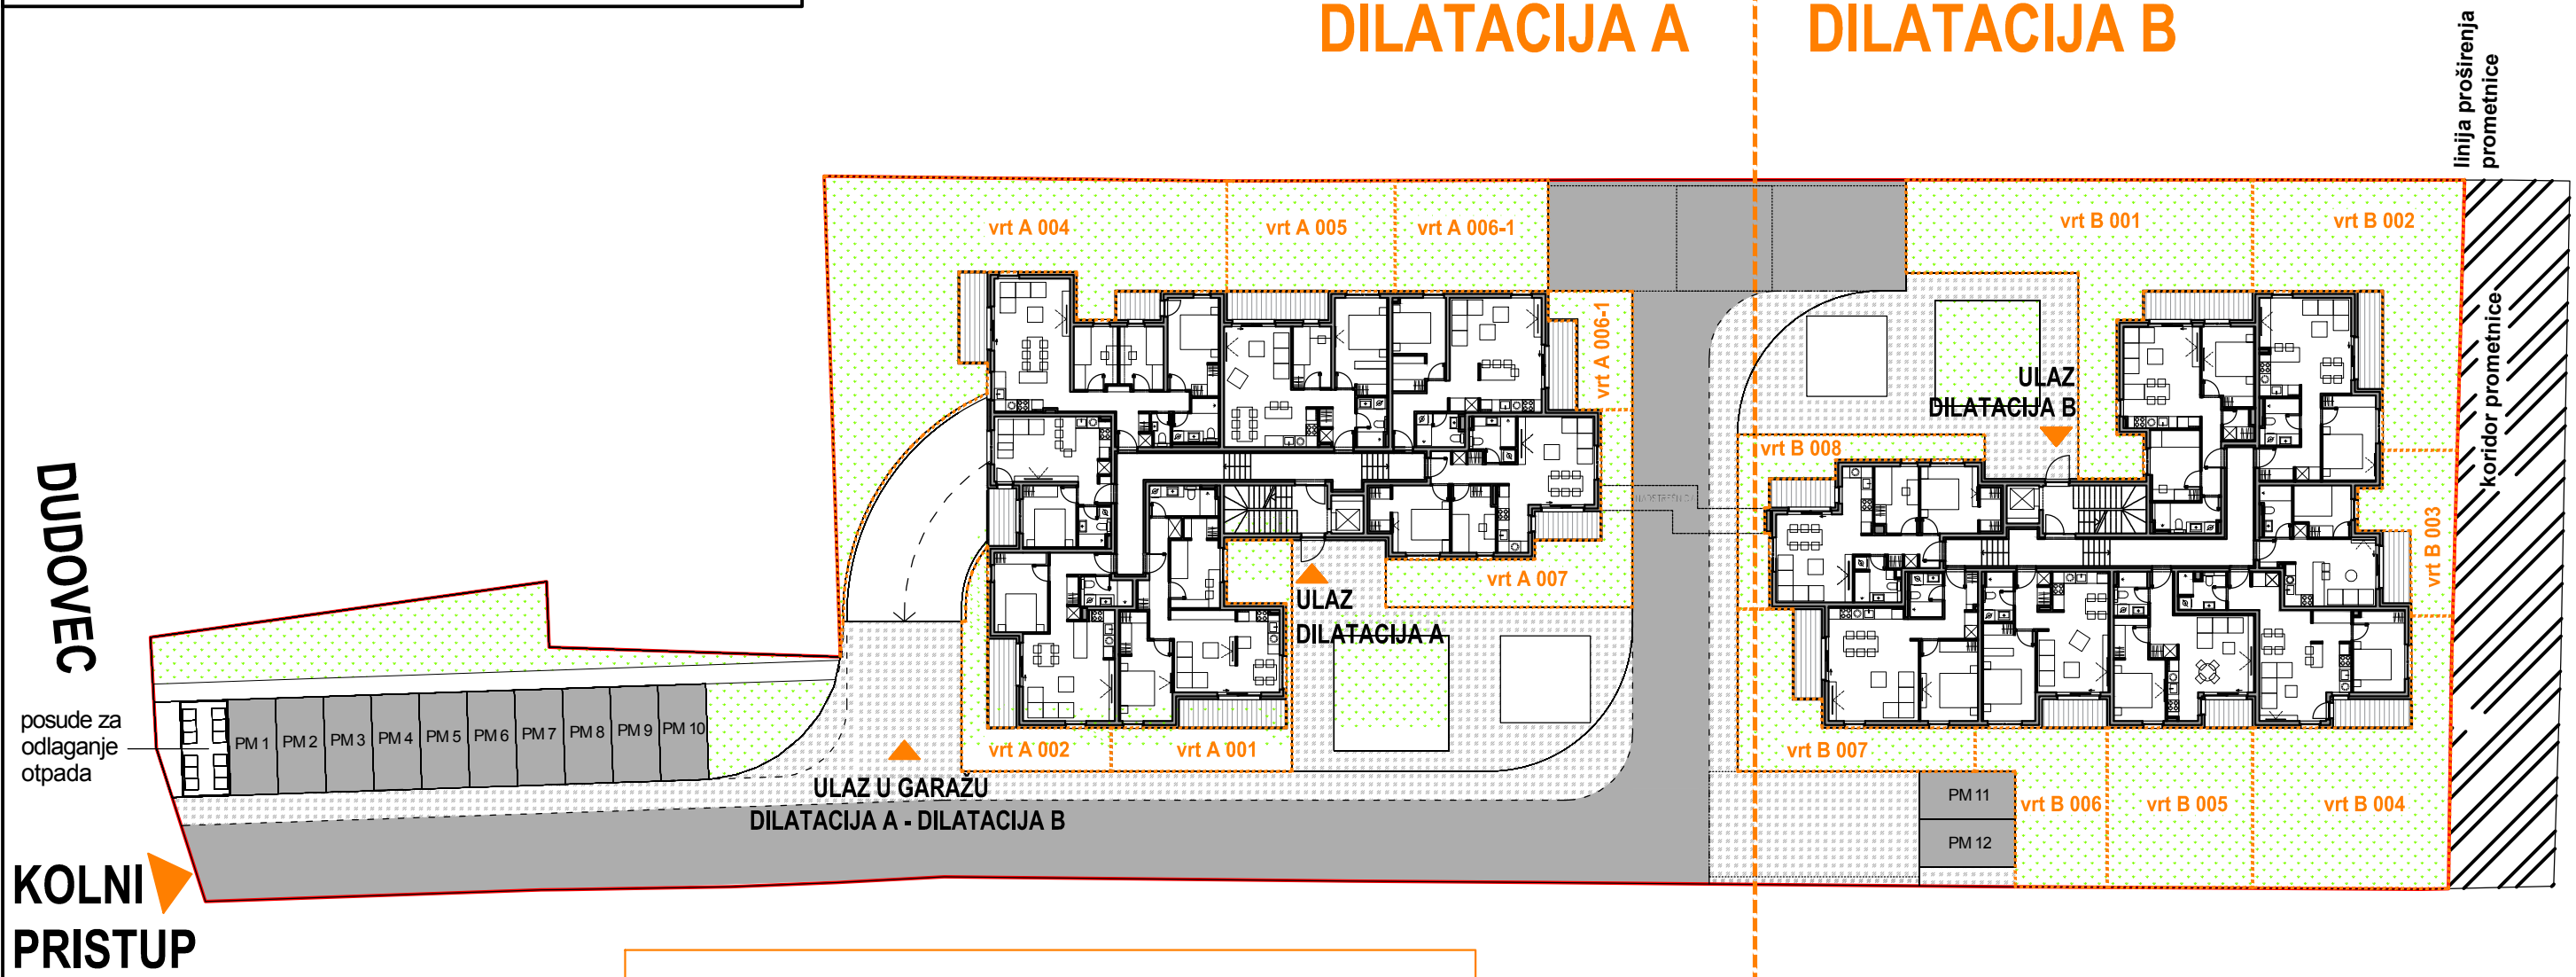 DILATACIJA A
DILATACIJA B
linija proširenja
prometnice
vrt A 004
vrt A 005
vrt A 006-1
vrt B 001
vrt B 002
vrt A 006-1
koridor prometnice
ULAZ
DILATACIJA B
vrt B 008
NADSTREŠNICA
vrt B 003
DUDOVEC
vrt A 007
ULAZ
DILATACIJA A
posude za
odlaganje
otpada
PM 1
PM 2
PM 3
PM 4
PM 5
PM 6
PM 7
PM 8
PM 9
PM 10
vrt A 002
vrt A 001
vrt B 007
ULAZ U GARAŽU
DILATACIJA A - DILATACIJA B
PM 11
PM 12
vrt B 006
vrt B 005
vrt B 004
KOLNI
PRISTUP